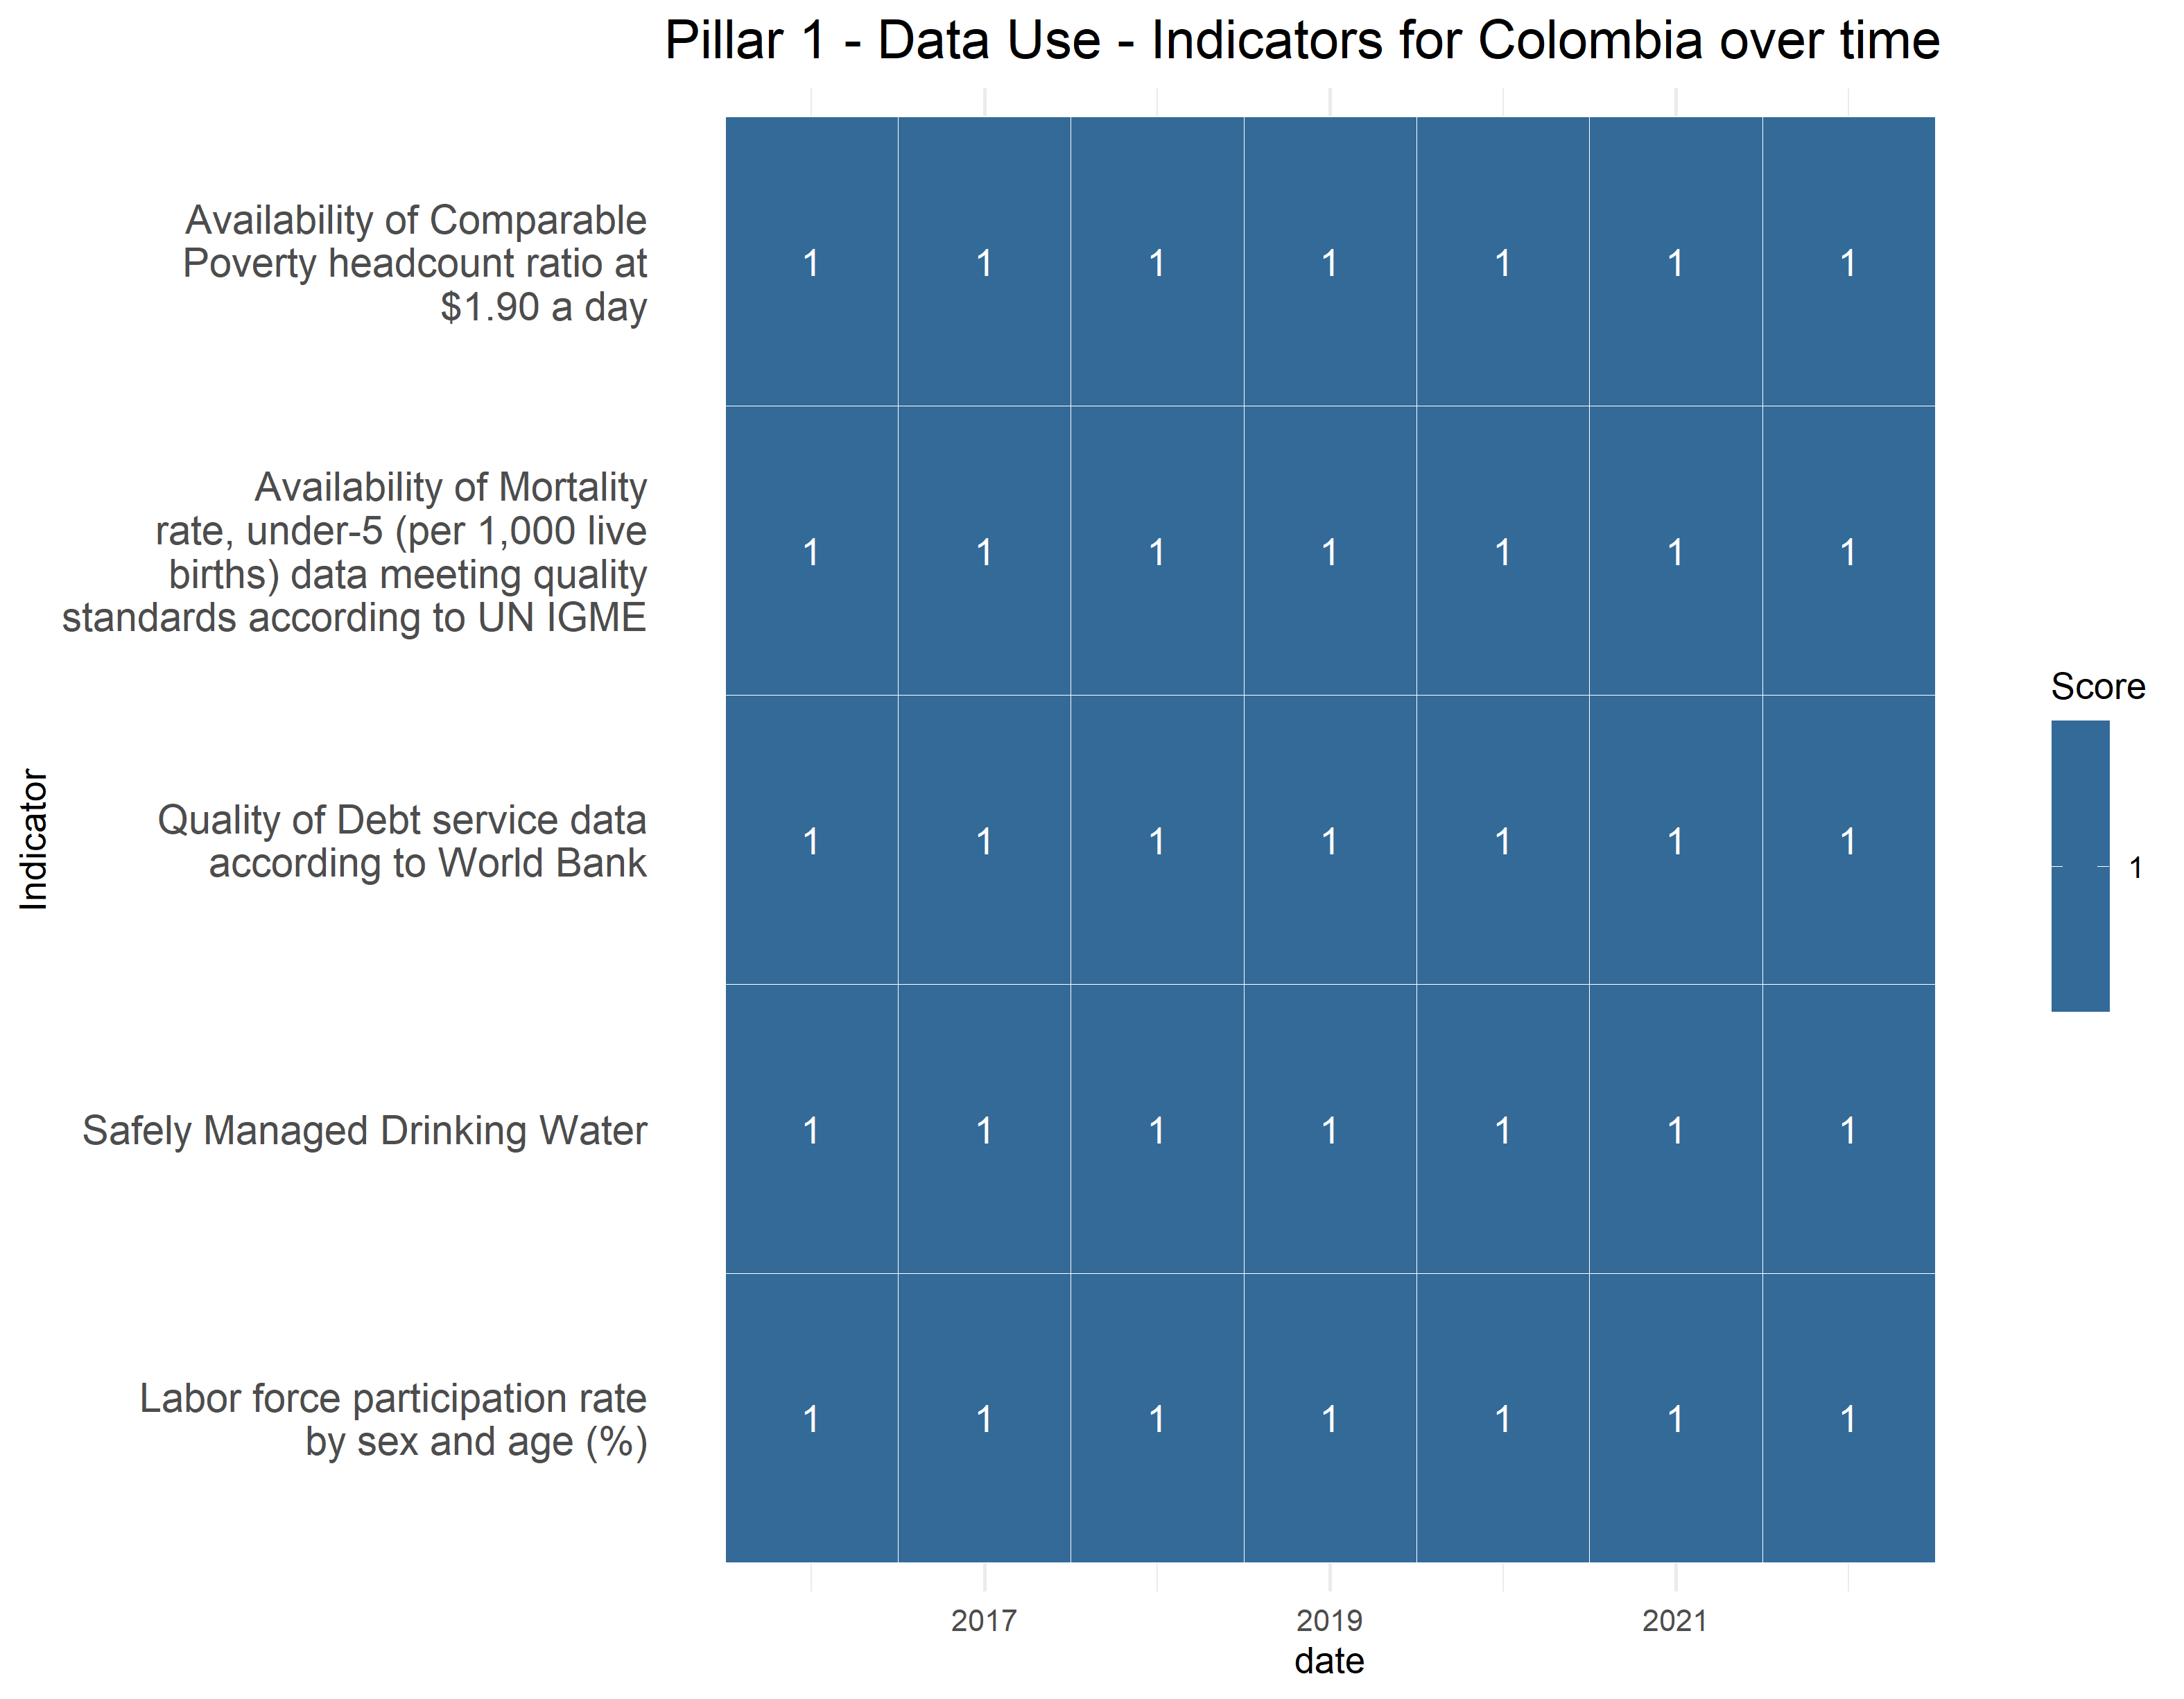 Pillar 1 - Data Use - Indicators for Colombia over time
Availability of Comparable
Poverty headcount ratio at
$1.90 a day
1 1 1 1 1 1 1
Availability of Mortality
rate, under-5 (per 1,000 live
births) data meeting quality
standards according to UN IGME
1 1 1 1 1 1 1
Quality of Debt service data
according to World Bank
1 1 1 1 1 1 1
Safely Managed Drinking Water
1 1 1 1 1 1 1
Labor force participation rate
by sex and age (%)
1 1 1 1 1 1 1
Indicator
2017 2019 2021
date
Score
1